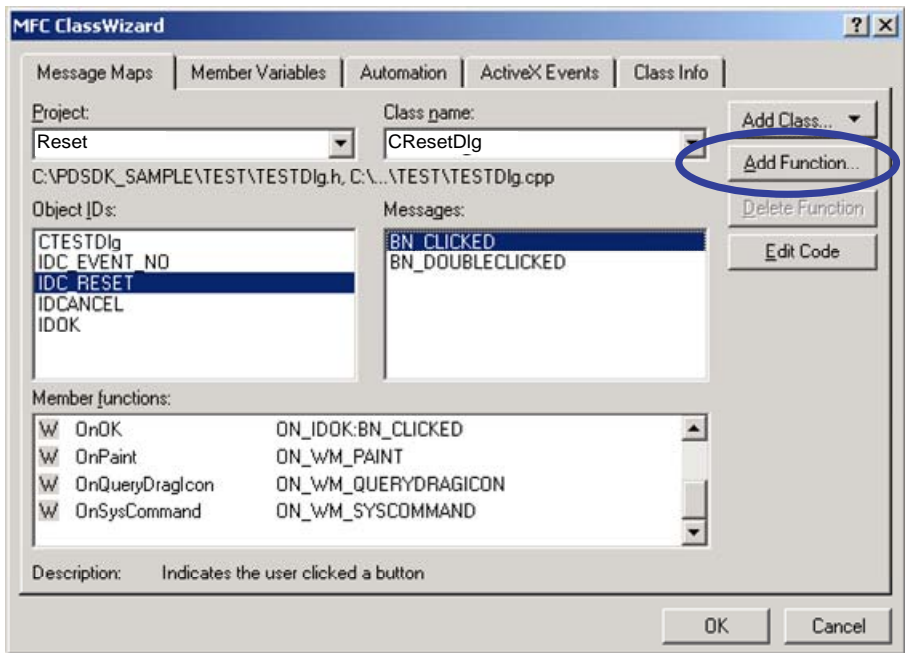 MFC ClassWizard
Message Maps
Member Variables
Automation
ActiveX Events
Class Info
Project:
Class name:
Add Class...
Reset
CResetDlg
Add Function...
C:\PDSDK_SAMPLE\TEST\TESTDlg.h, C:\...\TEST\TESTDlg.cpp
Object IDs:
Messages:
Delete Function
CTESTDlg
IDC_EVENT_NO
IDC_RESET
IDCANCEL
IDOK
BN_CLICKED
BN_DOUBLECLICKED
Edit Code
Member functions:
W OnOK ON_IDOK:BN_CLICKED
W OnPaint ON_WM_PAINT
W OnQueryDragIcon ON_WM_QUERYDRAGICON
W OnSysCommand ON_WM_SYSCOMMAND
Description: Indicates the user clicked a button
OK
Cancel